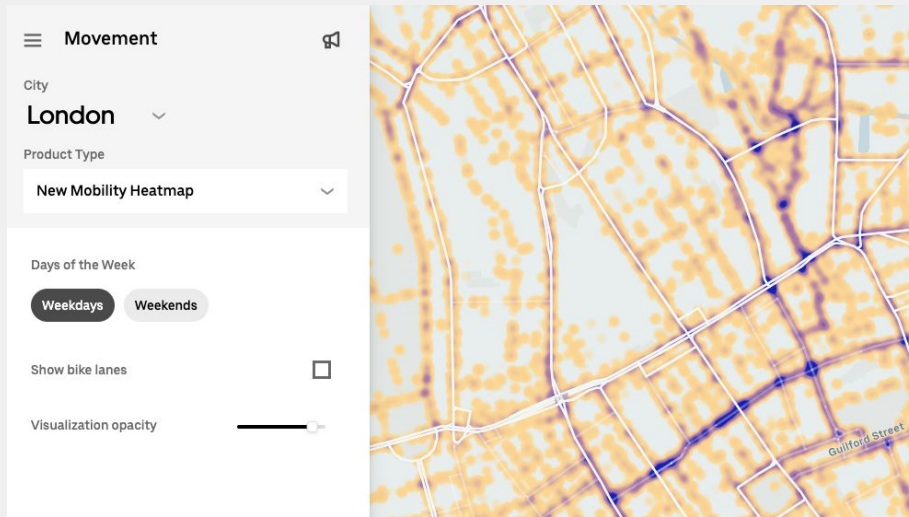 Movement
City
London
Product Type
New Mobility Heatmap
Days of the Week
Weekdays
Weekends
Show bike lanes
Visualization opacity
Guilford Street